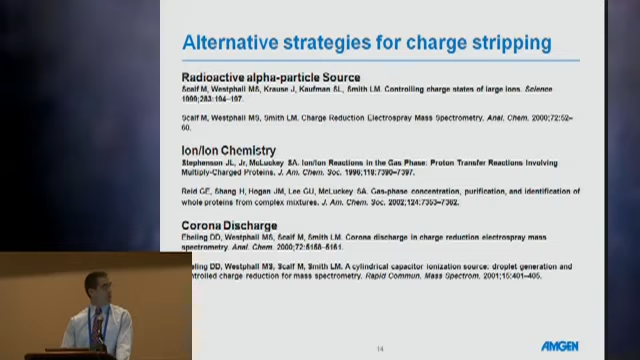 Alternative strategies for charge stripping
Radioactive alpha-particle Source
Scalf M, Westphall MS, Krause J, Kaufman SL, Smith LM. Controlling charge states of large ions. Science
1999;283:194-197.
Scalf M, Westphall MS, Smith LM. Charge Reduction Electrospray Mass Spectrometry. Anal. Chem. 2000;72:52-
60.
Ion/Ion Chemistry
Stephenson JL, Jr, McLuckey SA. Ion/Ion Reactions in the Gas Phase: Proton Transfer Reactions Involving
Multiply-Charged Proteins. J. Am. Chem. Soc. 1996;118:7390-7397.
Reid GE, Shang H, Hogan JM, Lee GU, McLuckey SA. Gas-phase concentration, purification, and identification of
whole proteins from complex mixtures. J. Am. Chem. Soc. 2002;124:7353-7362.
Corona Discharge
Ebeling DD, Westphall MS, Scalf M, Smith LM. Corona discharge in charge reduction electrospray mass
spectrometry. Anal. Chem. 2000;72:5158-5161.
eling DD, Westphall MS, Scalf M, Smith LM. A cylindrical capacitor ionization source: droplet generation and
ntrolled charge reduction for mass spectrometry. Rapid Commun. Mass Spectrom. 2001;15:401-405.
14
AMGEN